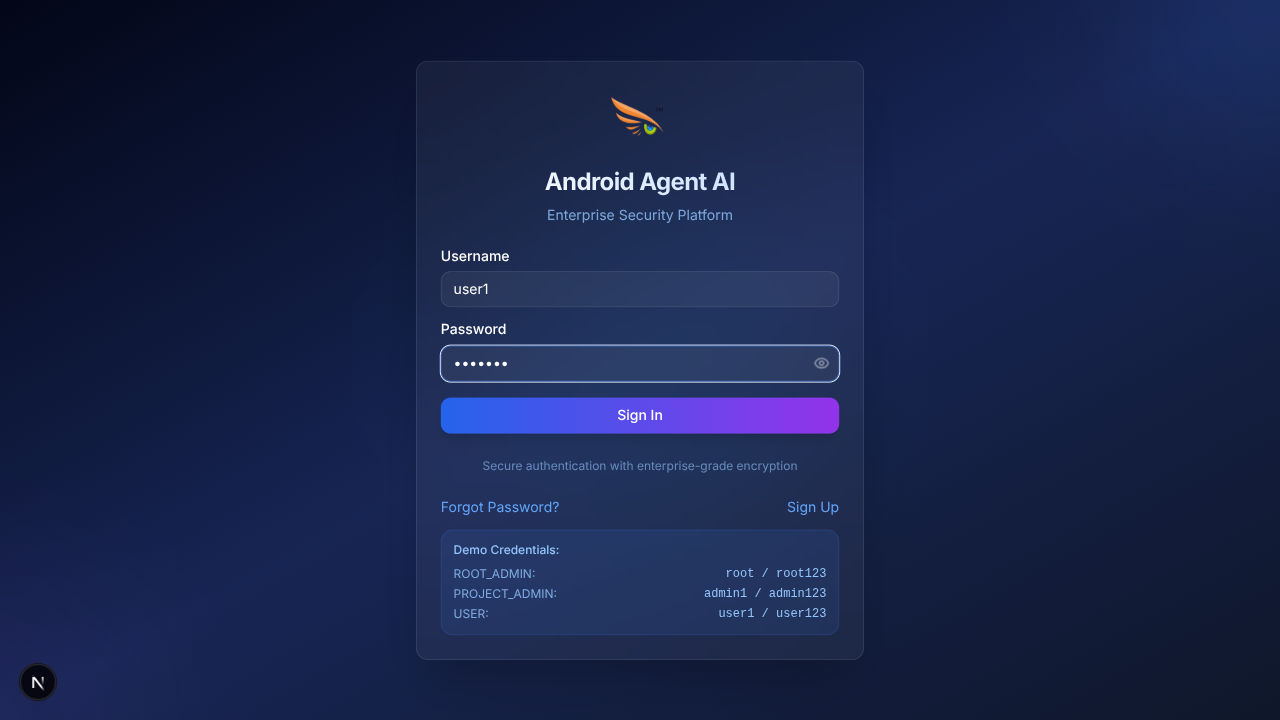 Android Agent AI
Enterprise Security Platform
Username
user1
Password
•••••••
Sign In
Secure authentication with enterprise-grade encryption
Forgot Password? Sign Up
Demo Credentials:
ROOT_ADMIN: root / root123
PROJECT_ADMIN: admin1 / admin123
USER: user1 / user123
N